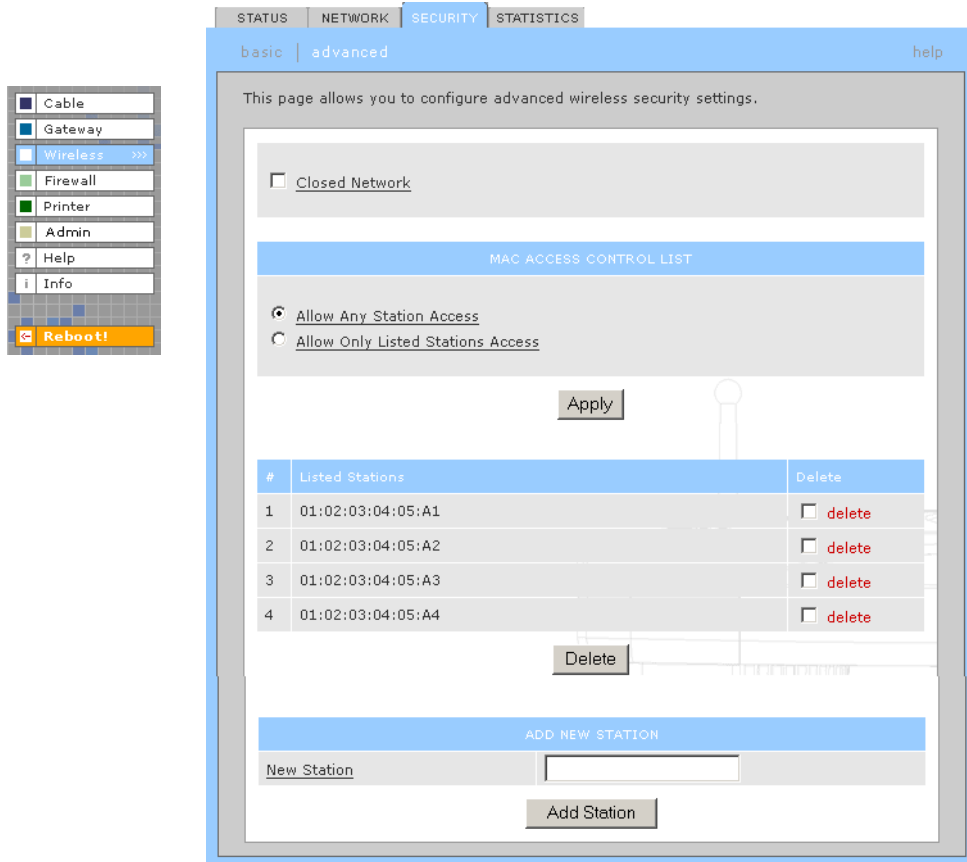 STATUS NETWORK SECURITY STATISTICS
basic | advanced help
Cable
Gateway
Wireless >>>
Firewall
Printer
Admin
? Help
i Info
Reboot!
This page allows you to configure advanced wireless security settings.
Closed Network
MAC ACCESS CONTROL LIST
Allow Any Station Access
Allow Only Listed Stations Access
Apply
# Listed Stations Delete
1 01:02:03:04:05:A1 delete
2 01:02:03:04:05:A2 delete
3 01:02:03:04:05:A3 delete
4 01:02:03:04:05:A4 delete
Delete
ADD NEW STATION
New Station
Add Station